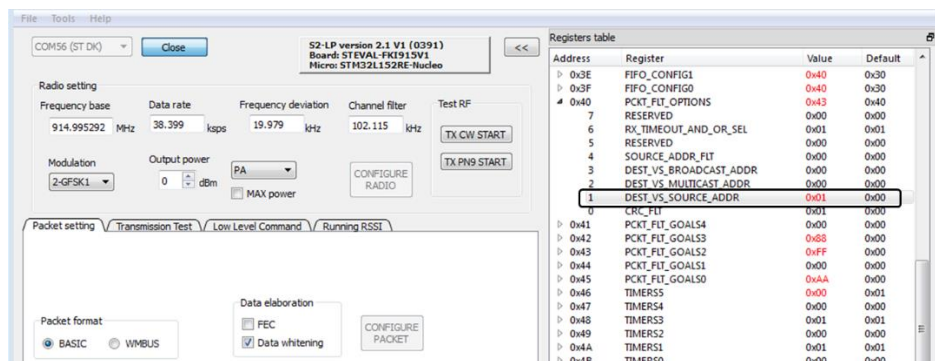 File Tools Help
COM56 (ST DK)
Close
S2-LP version 2.1 V1 (0391)
Board: STEVAL-FKI915V1
Micro: STM32L152RE-Nucleo
<<
Radio setting
Frequency base Data rate Frequency deviation Channel filter Test RF
914.995292 MHz 38.399 ksps 19.979 kHz 102.115 kHz
TX CW START
Modulation Output power
2-GFSK1 0 dBm PA
MAX power
CONFIGURE RADIO
TX PN9 START
Packet setting Transmission Test Low Level Command Running RSSI
Data elaboration
FEC
Data whitening
CONFIGURE PACKET
Packet format
BASIC WMBUS
Registers table
Address Register Value Default
0x3E FIFO_CONFIG1 0x40 0x30
0x3F FIFO_CONFIG0 0x40 0x30
0x40 PCKT_FLT_OPTIONS 0x43 0x40
7 RESERVED 0x00 0x00
6 RX_TIMEOUT_AND_OR_SEL 0x01 0x01
5 RESERVED 0x00 0x00
4 SOURCE_ADDR_FLT 0x00 0x00
3 DEST_VS_BROADCAST_ADDR 0x00 0x00
2 DEST_VS_MULTICAST_ADDR 0x00 0x00
1 DEST_VS_SOURCE_ADDR 0x01 0x00
0 CRC_FLT 0x01 0x00
0x41 PCKT_FLT_GOALS4 0x00 0x00
0x42 PCKT_FLT_GOALS3 0x88 0x00
0x43 PCKT_FLT_GOALS2 0xFF 0x00
0x44 PCKT_FLT_GOALS1 0x00 0x00
0x45 PCKT_FLT_GOALS0 0xAA 0x00
0x46 TIMERS5 0x00 0x01
0x47 TIMERS4 0x00 0x00
0x48 TIMERS3 0x01 0x01
0x49 TIMERS2 0x00 0x00
0x4A TIMERS1 0x01 0x01
0x4B TIMERS0 0x00 0x00